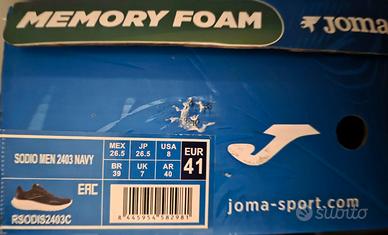 MEMORY FOAM
Joma
SODIO MEN 2403 NAVY
MEX 26.5
JP 26.5
USA 8
EUR 41
BR 39
UK 7
AR 40
EAC
RSODIS2403C
8 445954 582981
joma-sport.com
subito